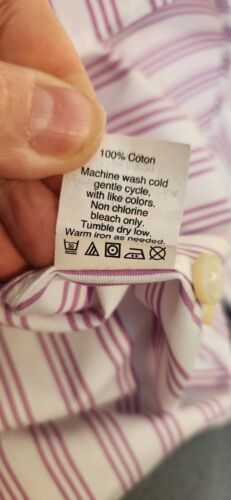 100% Coton
Machine wash cold
gentle cycle,
with like colors.
Non chlorine
bleach only.
Tumble dry low.
Warm iron as needed.